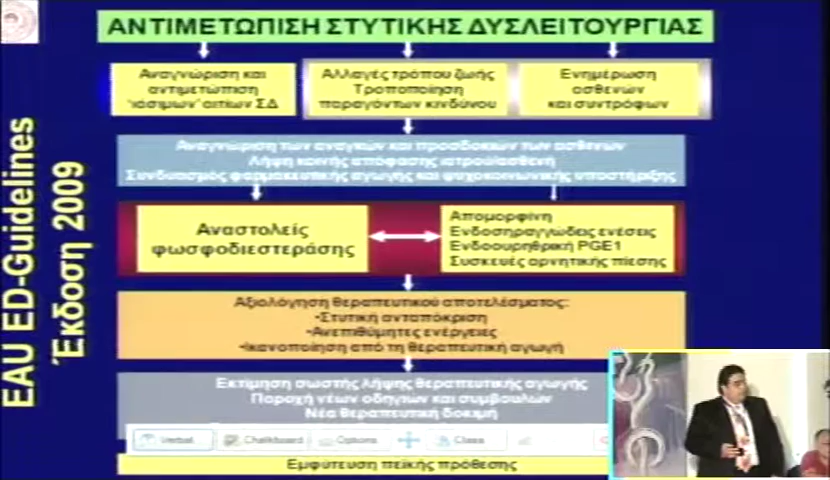 ΑΝΤΙΜΕΤΩΠΙΣΗ ΣΤΥΤΙΚΗΣ ΔΥΣΛΕΙΤΟΥΡΓΙΑΣ
Αναγνώριση και
αντιμετώπιση
'ιάσιμων' αιτίων ΣΔ
Αλλαγές τρόπου ζωής
Τροποποίηση
παραγόντων κινδύνου
Ενημέρωση
ασθενών
και συντρόφων
Αναγνώριση των αναγκών και προσδοκιών των ασθενων
Λήψη κοινής απόφασης ιατρού/ασθενή
Συνδυασμός φαρμακευτικής αγωγής και ψυχοκοινωνικής υποστήριξης
Αναστολείς
φωσφοδιεστεράσης
Απομορφίνη
Ενδοσηραγγώδεις ενέσεις
Ενδοουρηθρική PGE1
Συσκευές αρνητικής πίεσης
Αξιολόγηση θεραπευτικού αποτελέσματος:
•Στυτική ανταπόκριση
•Ανεπιθύμητες ενέργειες
•Ικανοποίηση από τη θεραπευτική αγωγή
Εκτίμηση σωστής λήψης θεραπευτικής αγωγής
Παροχή νέων οδηγιών και συμβουλών
Νέα θεραπευτική δοκιμή
Verbal Chalkboard Options Class
Εμφύτευση πεϊκής πρόθεσης
EAU ED-Guidelines
Έκδοση 2009